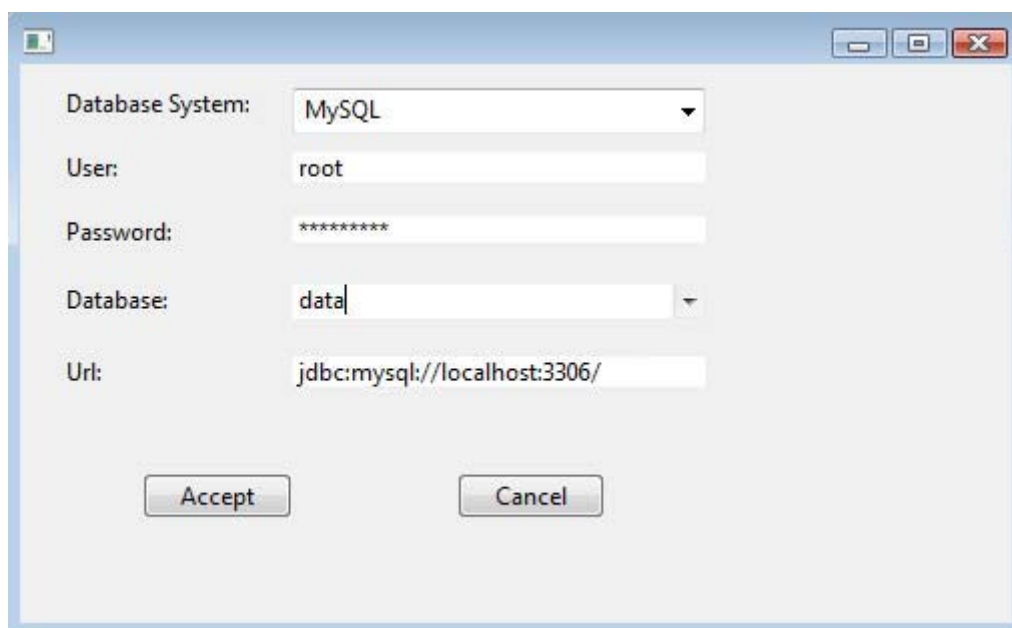 Database System: MySQL
User: root
Password: *********
Database: data
Url: jdbc:mysql://localhost:3306/
Accept Cancel